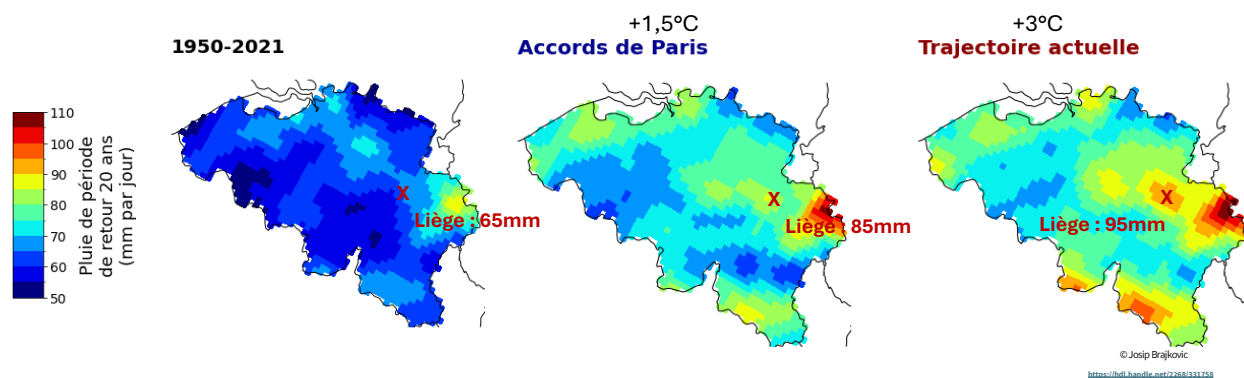 +1,5°C
+3°C
1950-2021
Accords de Paris
Trajectoire actuelle
110
100
90
80
70
60
50
Pluie de période
de retour 20 ans
(mm par jour)
X
Liège : 65mm
X
Liège : 85mm
X
Liège : 95mm
© Josip Brajkovic
https://hdl.handle.net/2268/331758